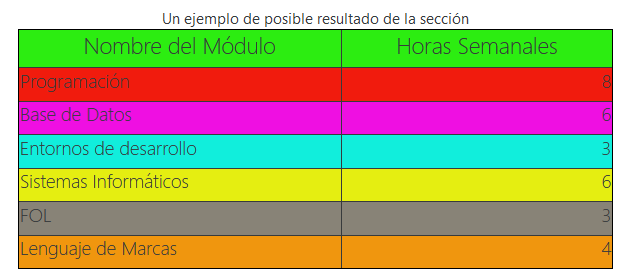 Un ejemplo de posible resultado de la sección
Nombre del Módulo Horas Semanales
Programación 8
Base de Datos 6
Entornos de desarrollo 3
Sistemas Informáticos 6
FOL 3
Lenguaje de Marcas 4